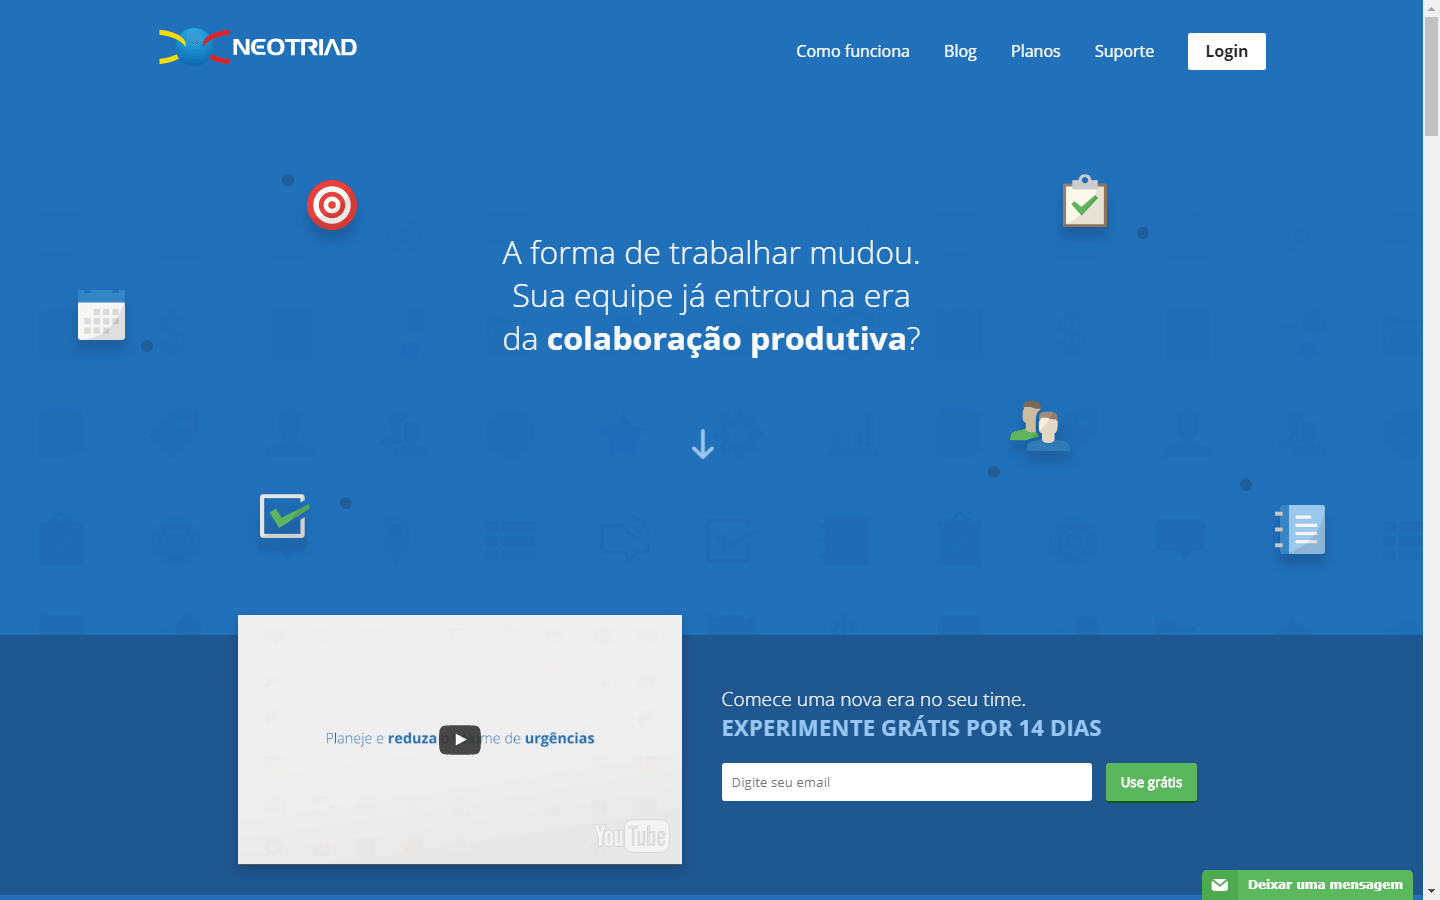 NEOTRIAD
Como funciona
Blog
Planos
Suporte
Login
A forma de trabalhar mudou.
Sua equipe já entrou na era
da colaboração produtiva?
Planeje e reduza o volume de urgências
YouTube
Comece uma nova era no seu time.
EXPERIMENTE GRÁTIS POR 14 DIAS
Digite seu email
Use grátis
Deixar uma mensagem